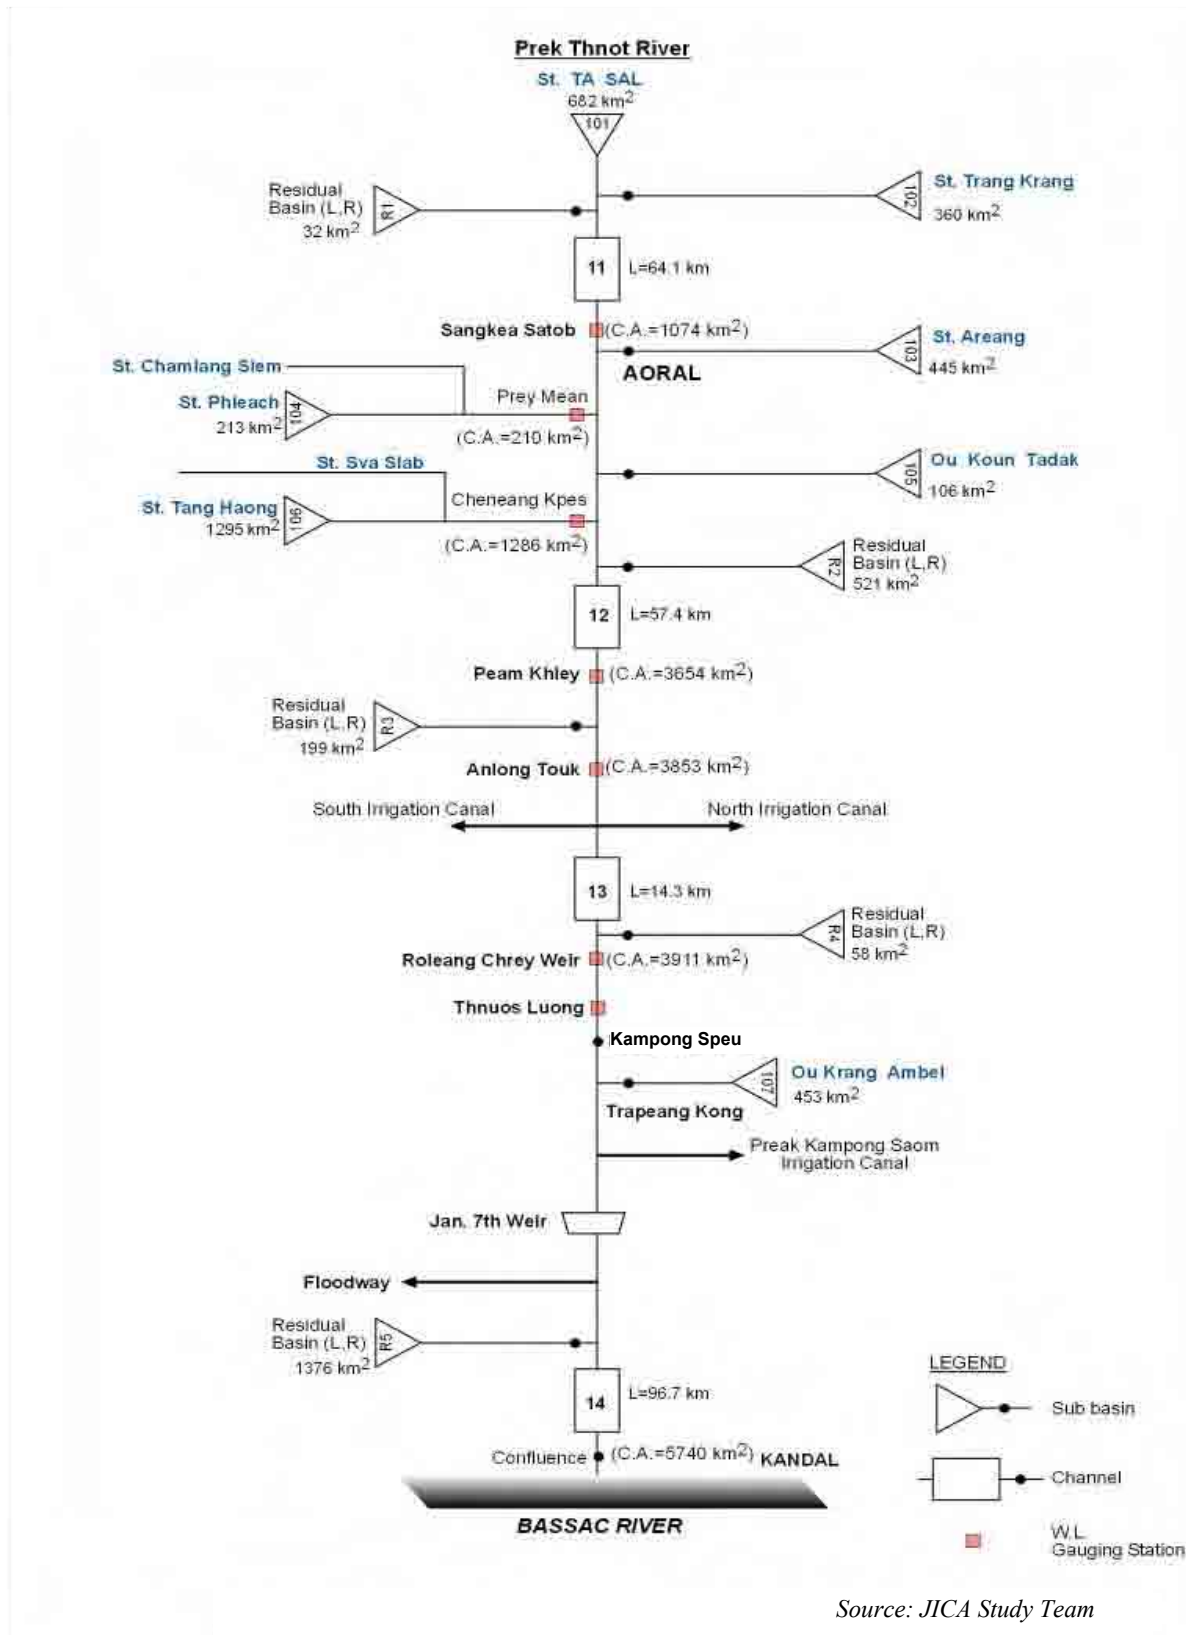 Prek Thnot River
St. TA SAL
682 km2
101
Residual
Basin (L,R)
32 km2
R1
102
St. Trang Krang
360 km2
11
L=64.1 km
Sangkea Satob
(C.A.=1074 km2)
103
St. Areang
445 km2
AORAL
St. Chamlang Siem
St. Phleach
213 km2
104
Prey Mean
(C.A.=210 km2)
105
Ou Koun Tadak
106 km2
St. Sva Slab
St. Tang Haong
1295 km2
106
Cheneang Kpes
(C.A.=1286 km2)
R2
Residual
Basin (L,R)
521 km2
12
L=57.4 km
Peam Khley
(C.A.=3654 km2)
Residual
Basin (L,R)
199 km2
R3
Anlong Touk
(C.A.=3853 km2)
South Irrigation Canal
North Irrigation Canal
13
L=14.3 km
R4
Residual
Basin (L,R)
58 km2
Roleang Chrey Weir
(C.A.=3911 km2)
Thnuos Luong
Kampong Speu
107
Ou Krang Ambel
453 km2
Trapeang Kong
Preak Kampong Saom
Irrigation Canal
Jan. 7th Weir
Floodway
Residual
Basin (L,R)
1376 km2
R5
14
L=96.7 km
Confluence
(C.A.=5740 km2)
KANDAL
BASSAC RIVER
LEGEND
Sub basin
Channel
W.L.
Gauging Station
Source: JICA Study Team